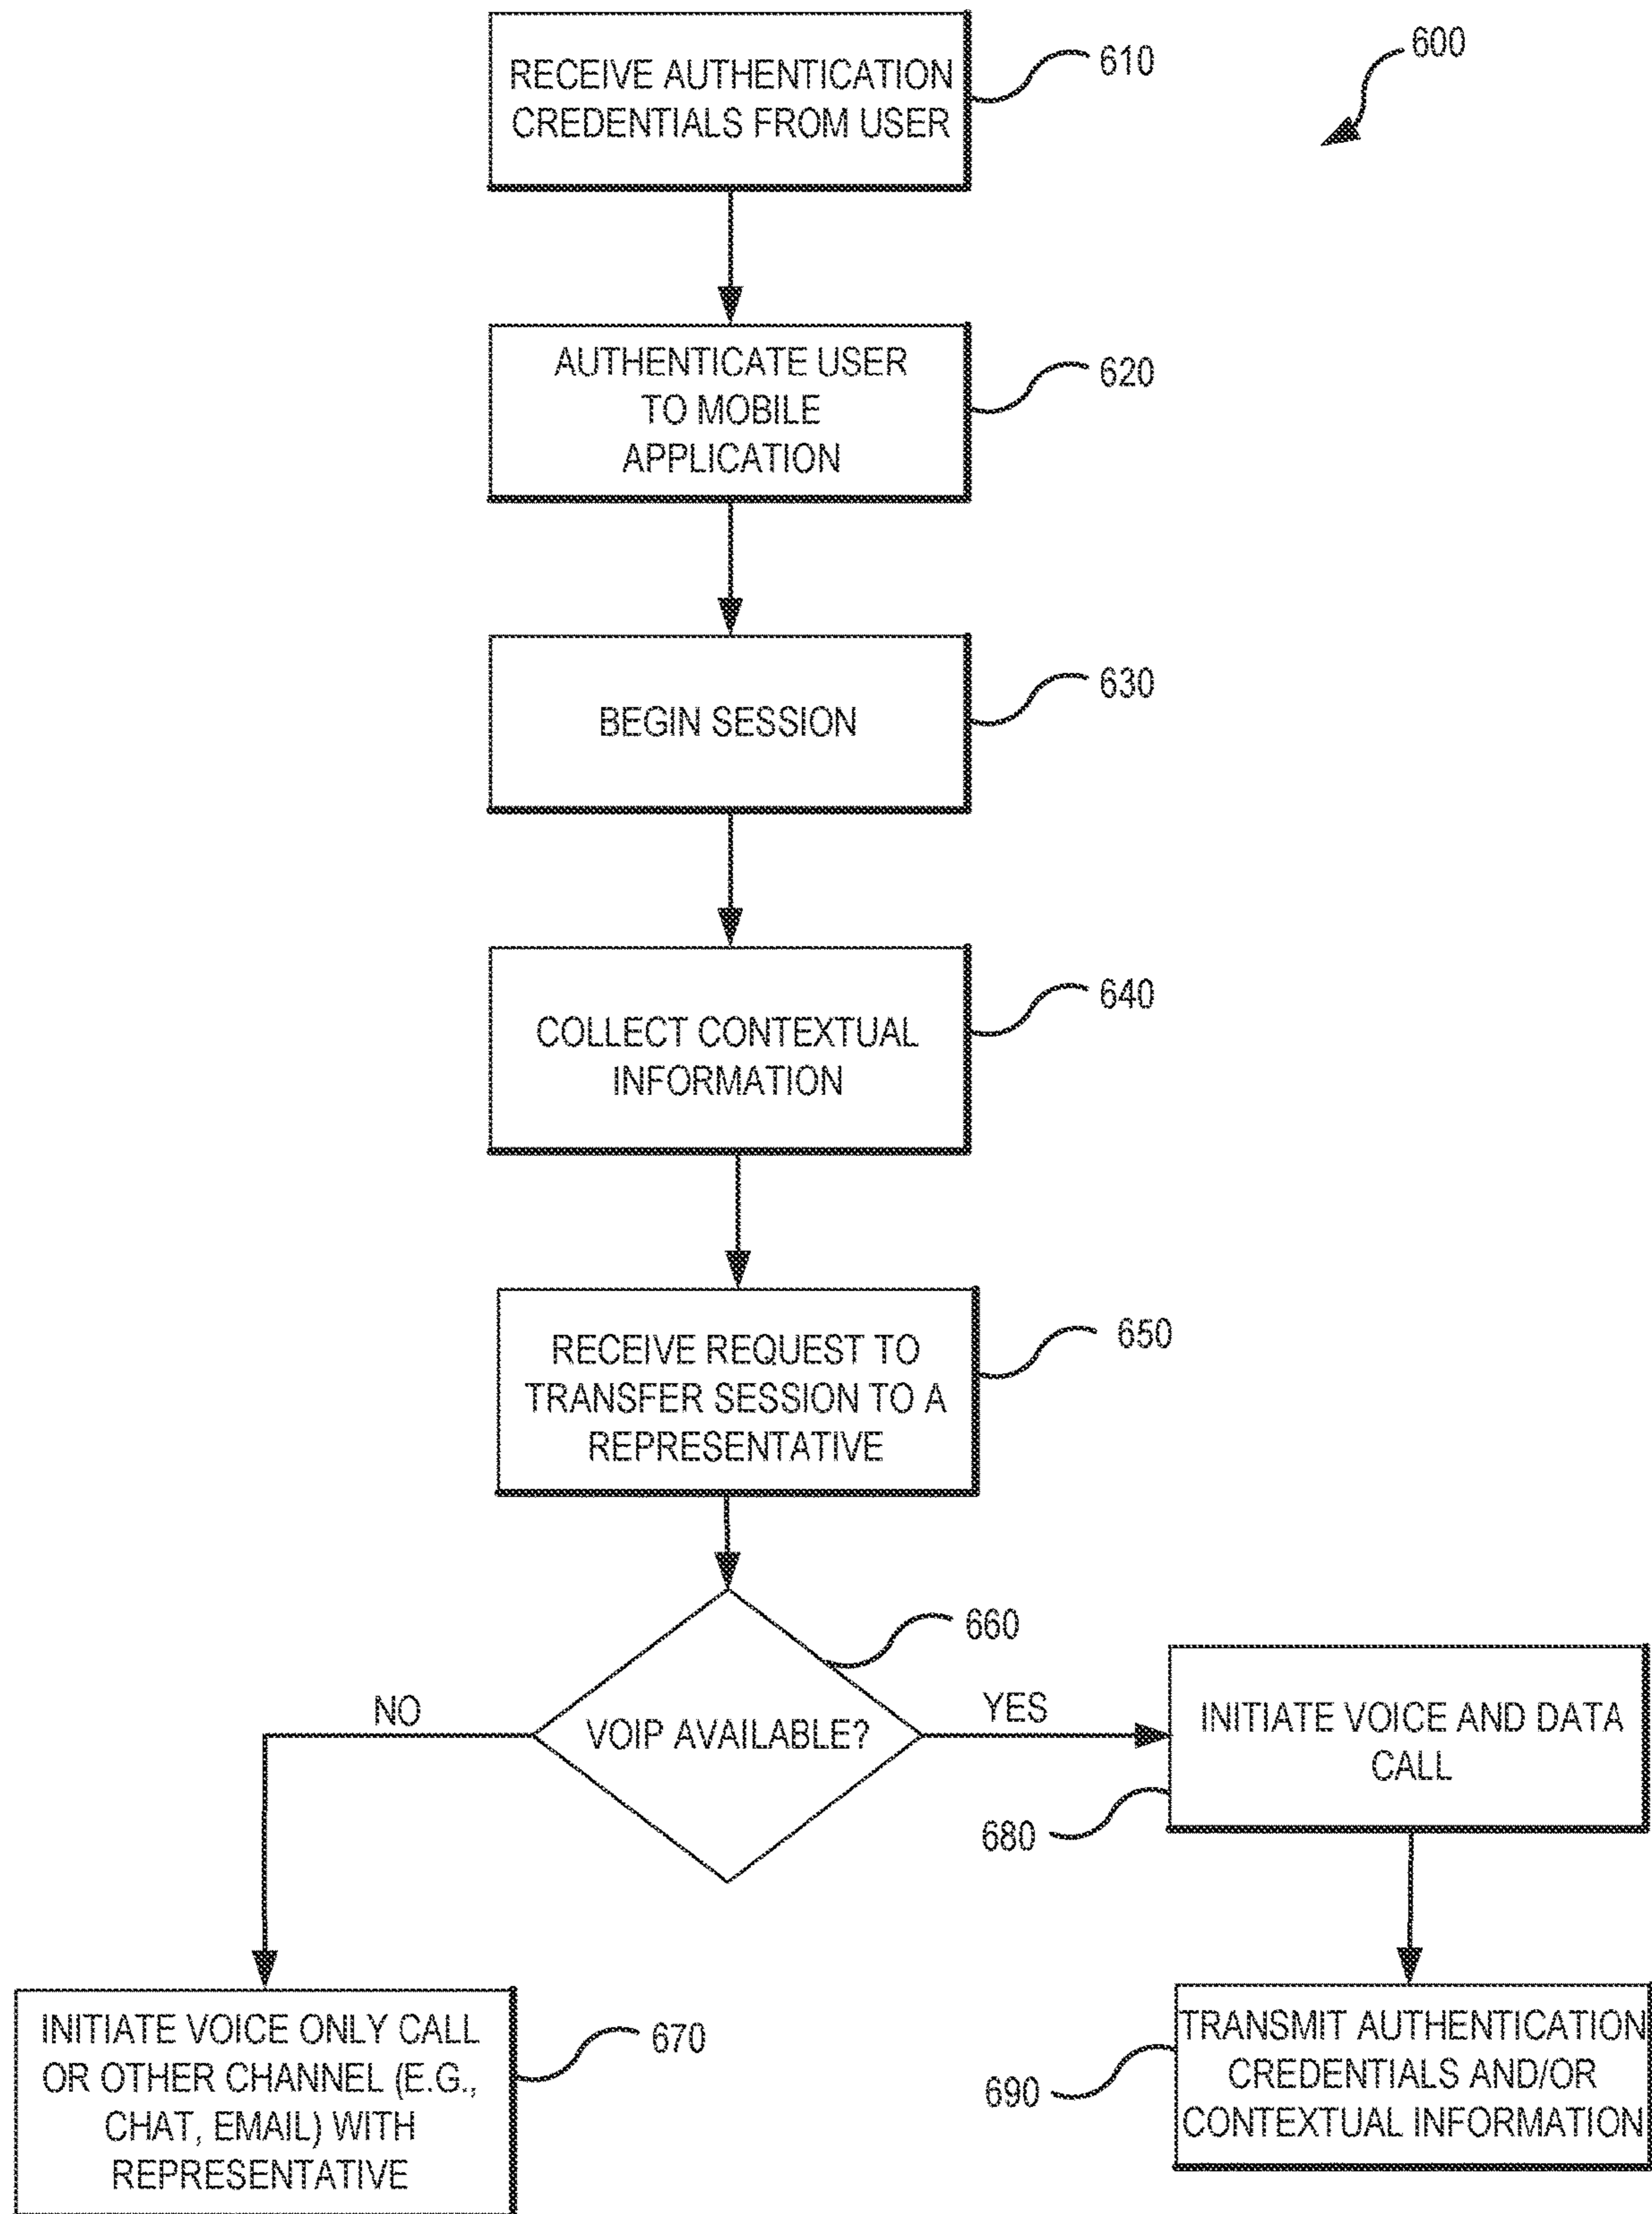 600
RECEIVE AUTHENTICATION
CREDENTIALS FROM USER
610
AUTHENTICATE USER
TO MOBILE
APPLICATION
620
BEGIN SESSION
630
COLLECT CONTEXTUAL
INFORMATION
640
RECEIVE REQUEST TO
TRANSFER SESSION TO A
REPRESENTATIVE
650
VOIP AVAILABLE?
660
NO
YES
INITIATE VOICE AND DATA
CALL
680
INITIATE VOICE ONLY CALL
OR OTHER CHANNEL (E.G.,
CHAT, EMAIL) WITH
REPRESENTATIVE
670
TRANSMIT AUTHENTICATION
CREDENTIALS AND/OR
CONTEXTUAL INFORMATION
690